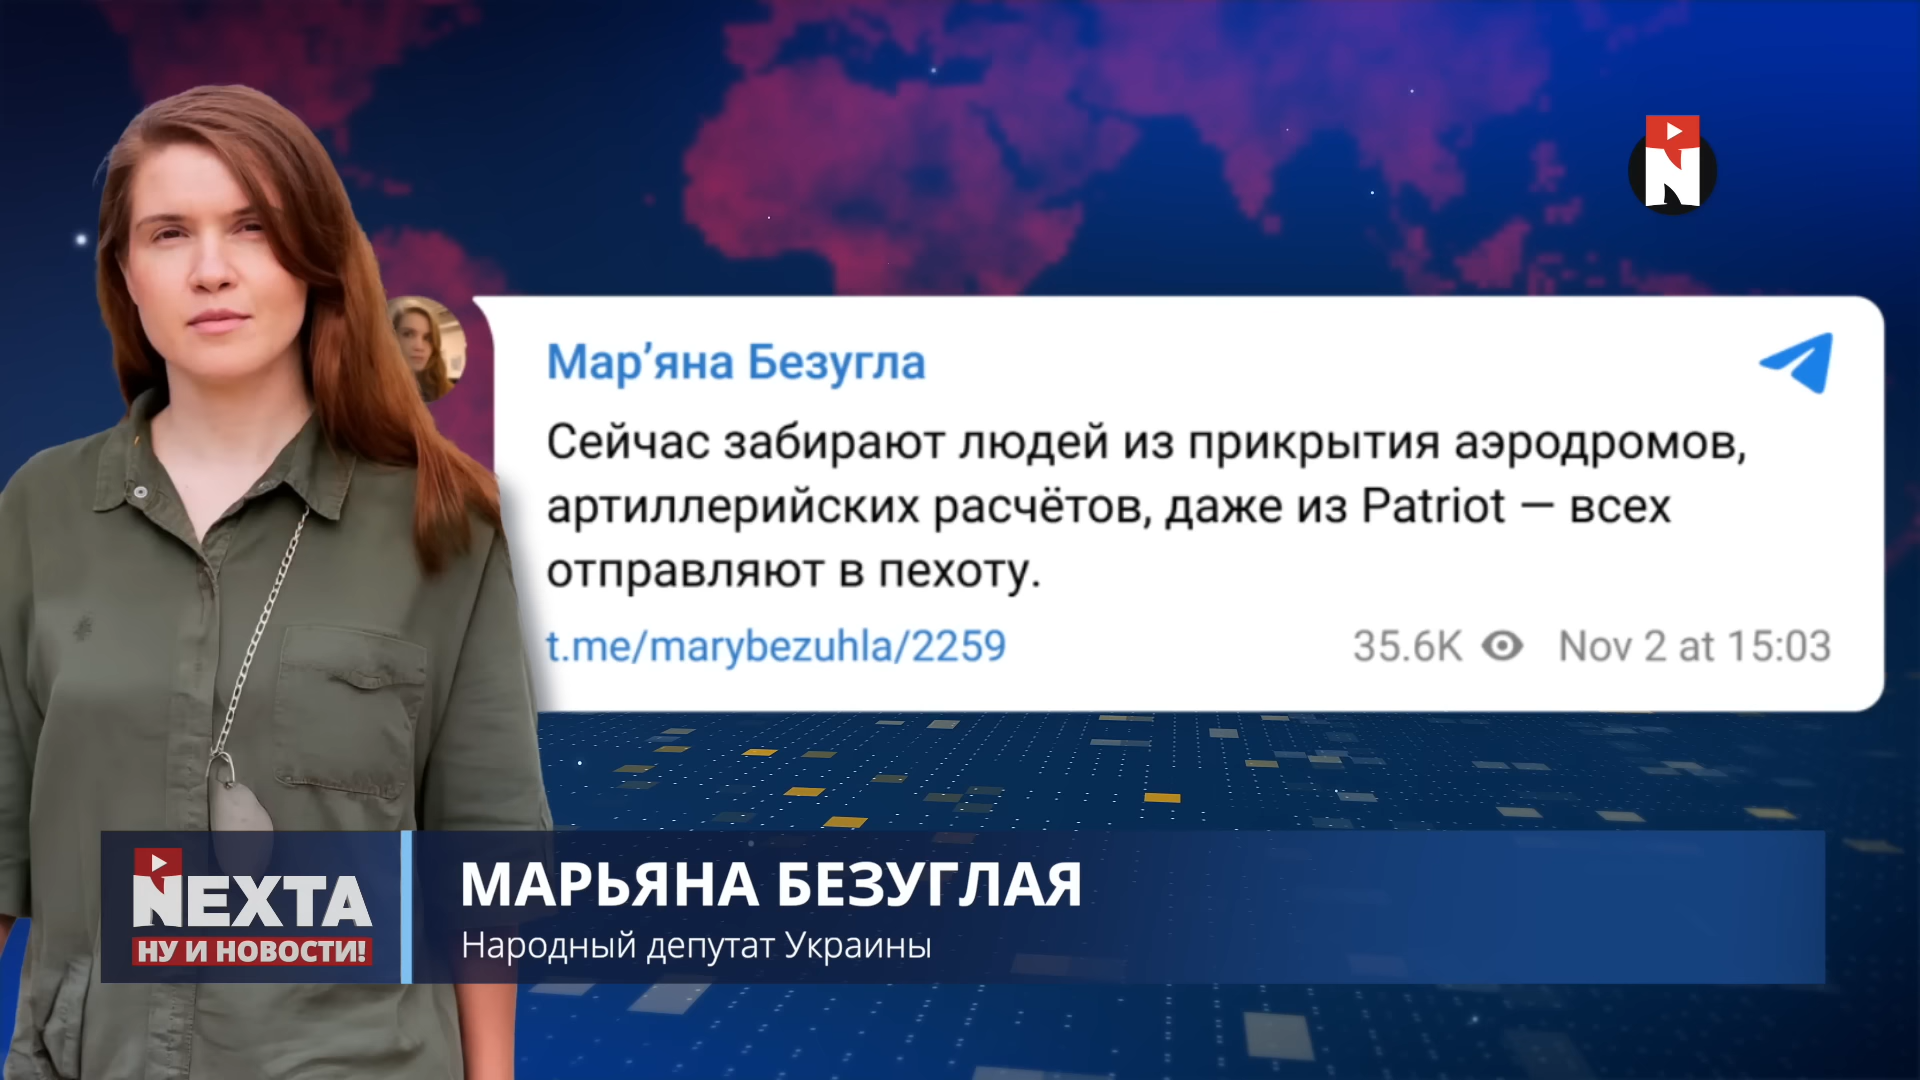 N
Мар’яна Безугла
Сейчас забирают людей из прикрытия аэродромов,
артиллерийских расчётов, даже из Patriot — всех
отправляют в пехоту.
t.me/marybezuhla/2259 35.6K Nov 2 at 15:03
NEXTA
НУ И НОВОСТИ!
МАРЬЯНА БЕЗУГЛАЯ
Народный депутат Украины